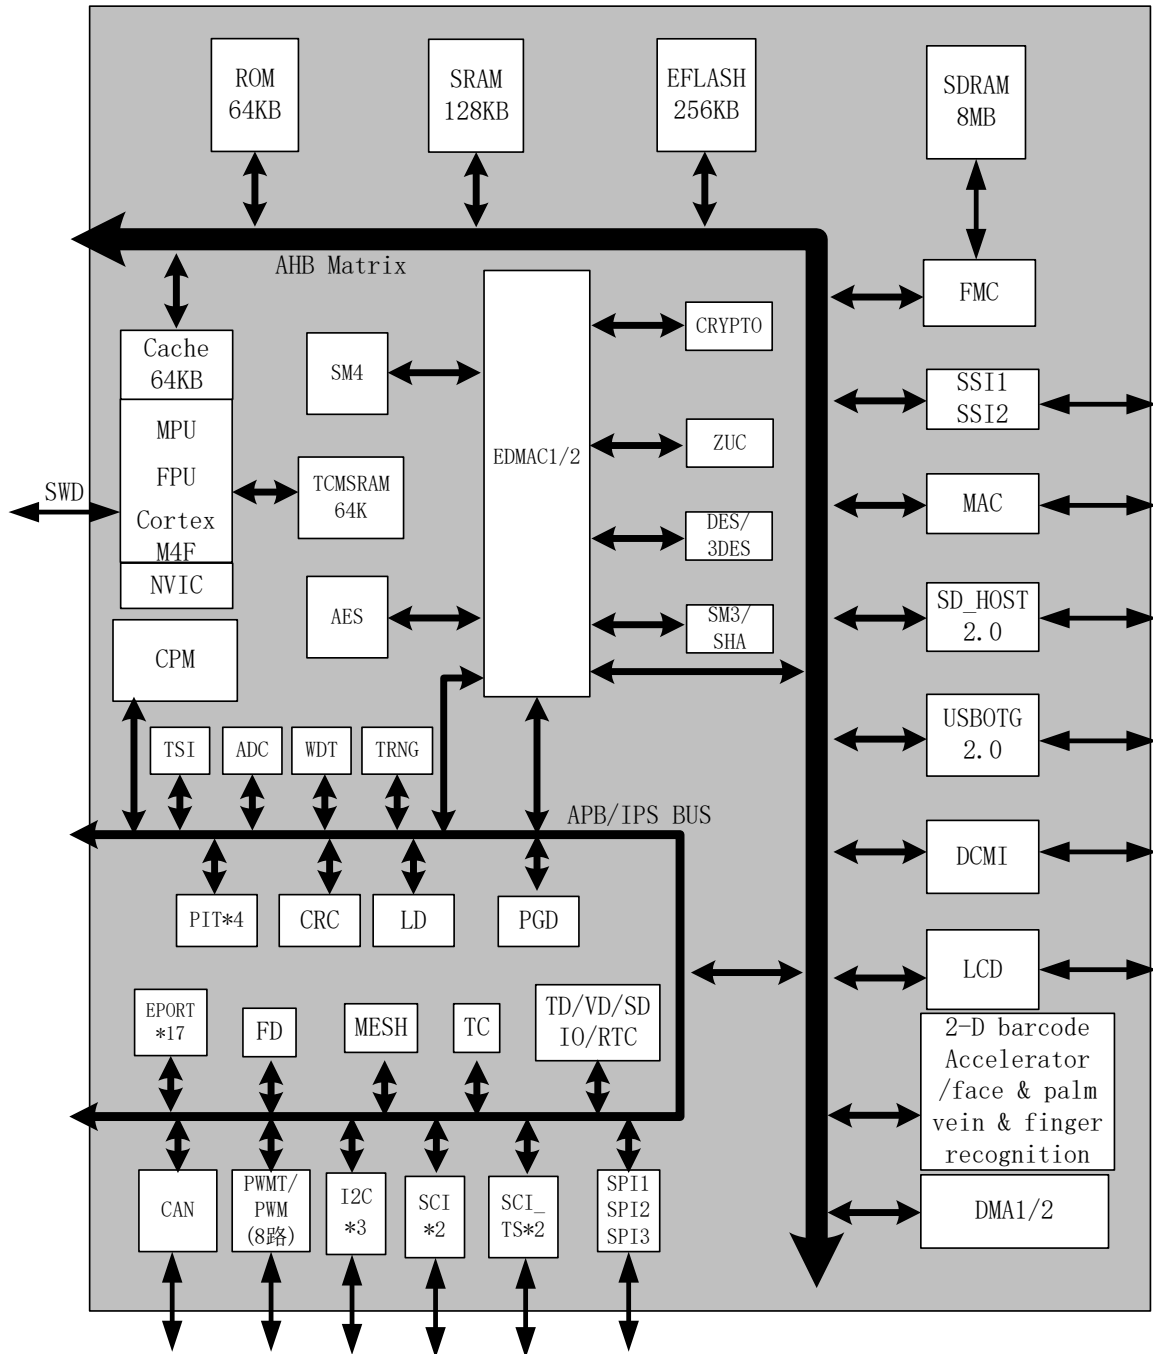 ROM
64KB
SRAM
128KB
EFLASH
256KB
SDRAM
8MB
AHB Matrix
FMC
Cache
64KB
MPU
FPU
Cortex
M4F
NVIC
SWD
SM4
TCMSRAM
64K
AES
EDMAC1/2
CRYPTO
ZUC
DES/
3DES
SM3/
SHA
SSI1
SSI2
MAC
SD_HOST
2.0
USBOTG
2.0
DCMI
LCD
2-D barcode
Accelerator
/face & palm
vein & finger
recognition
DMA1/2
CPM
TSI
ADC
WDT
TRNG
APB/IPS BUS
PIT*4
CRC
LD
PGD
EPORT
*17
FD
MESH
TC
TD/VD/SD
IO/RTC
CAN
PWMT/
PWM
(8路)
I2C
*3
SCI
*2
SCI_
TS*2
SPI1
SPI2
SPI3